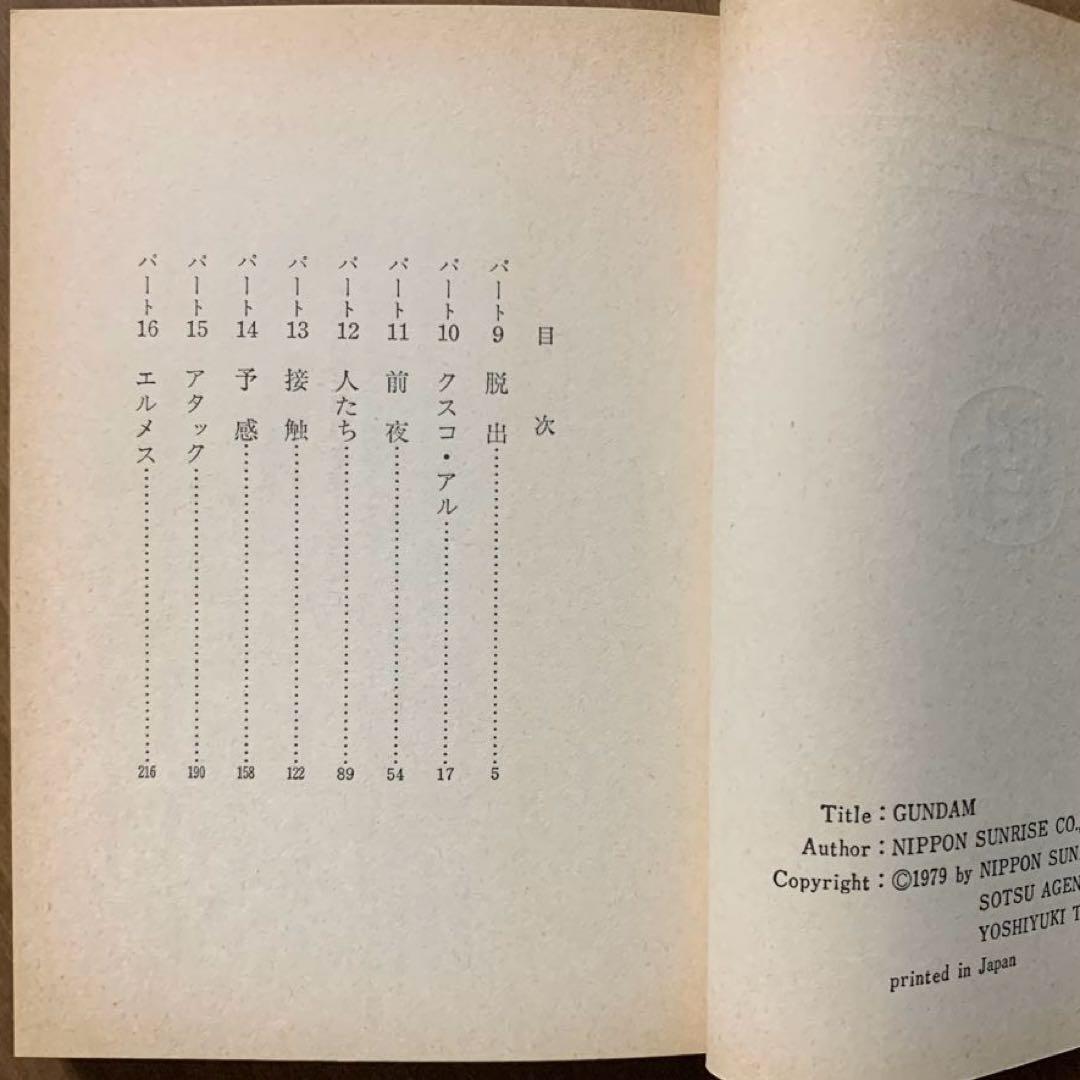 目次
パート9 脱出……5
パート10 クスコ・アル……17
パート11 前夜……54
パート12 人たち……89
パート13 接触……122
パート14 予感……158
パート15 アタック……190
パート16 エルメス……216
Title：GUNDAM
Author：NIPPON SUNRISE CO.,
Copyright：©1979 by NIPPON SUN
SOTSU AGEN
YOSHIYUKI T
printed in Japan